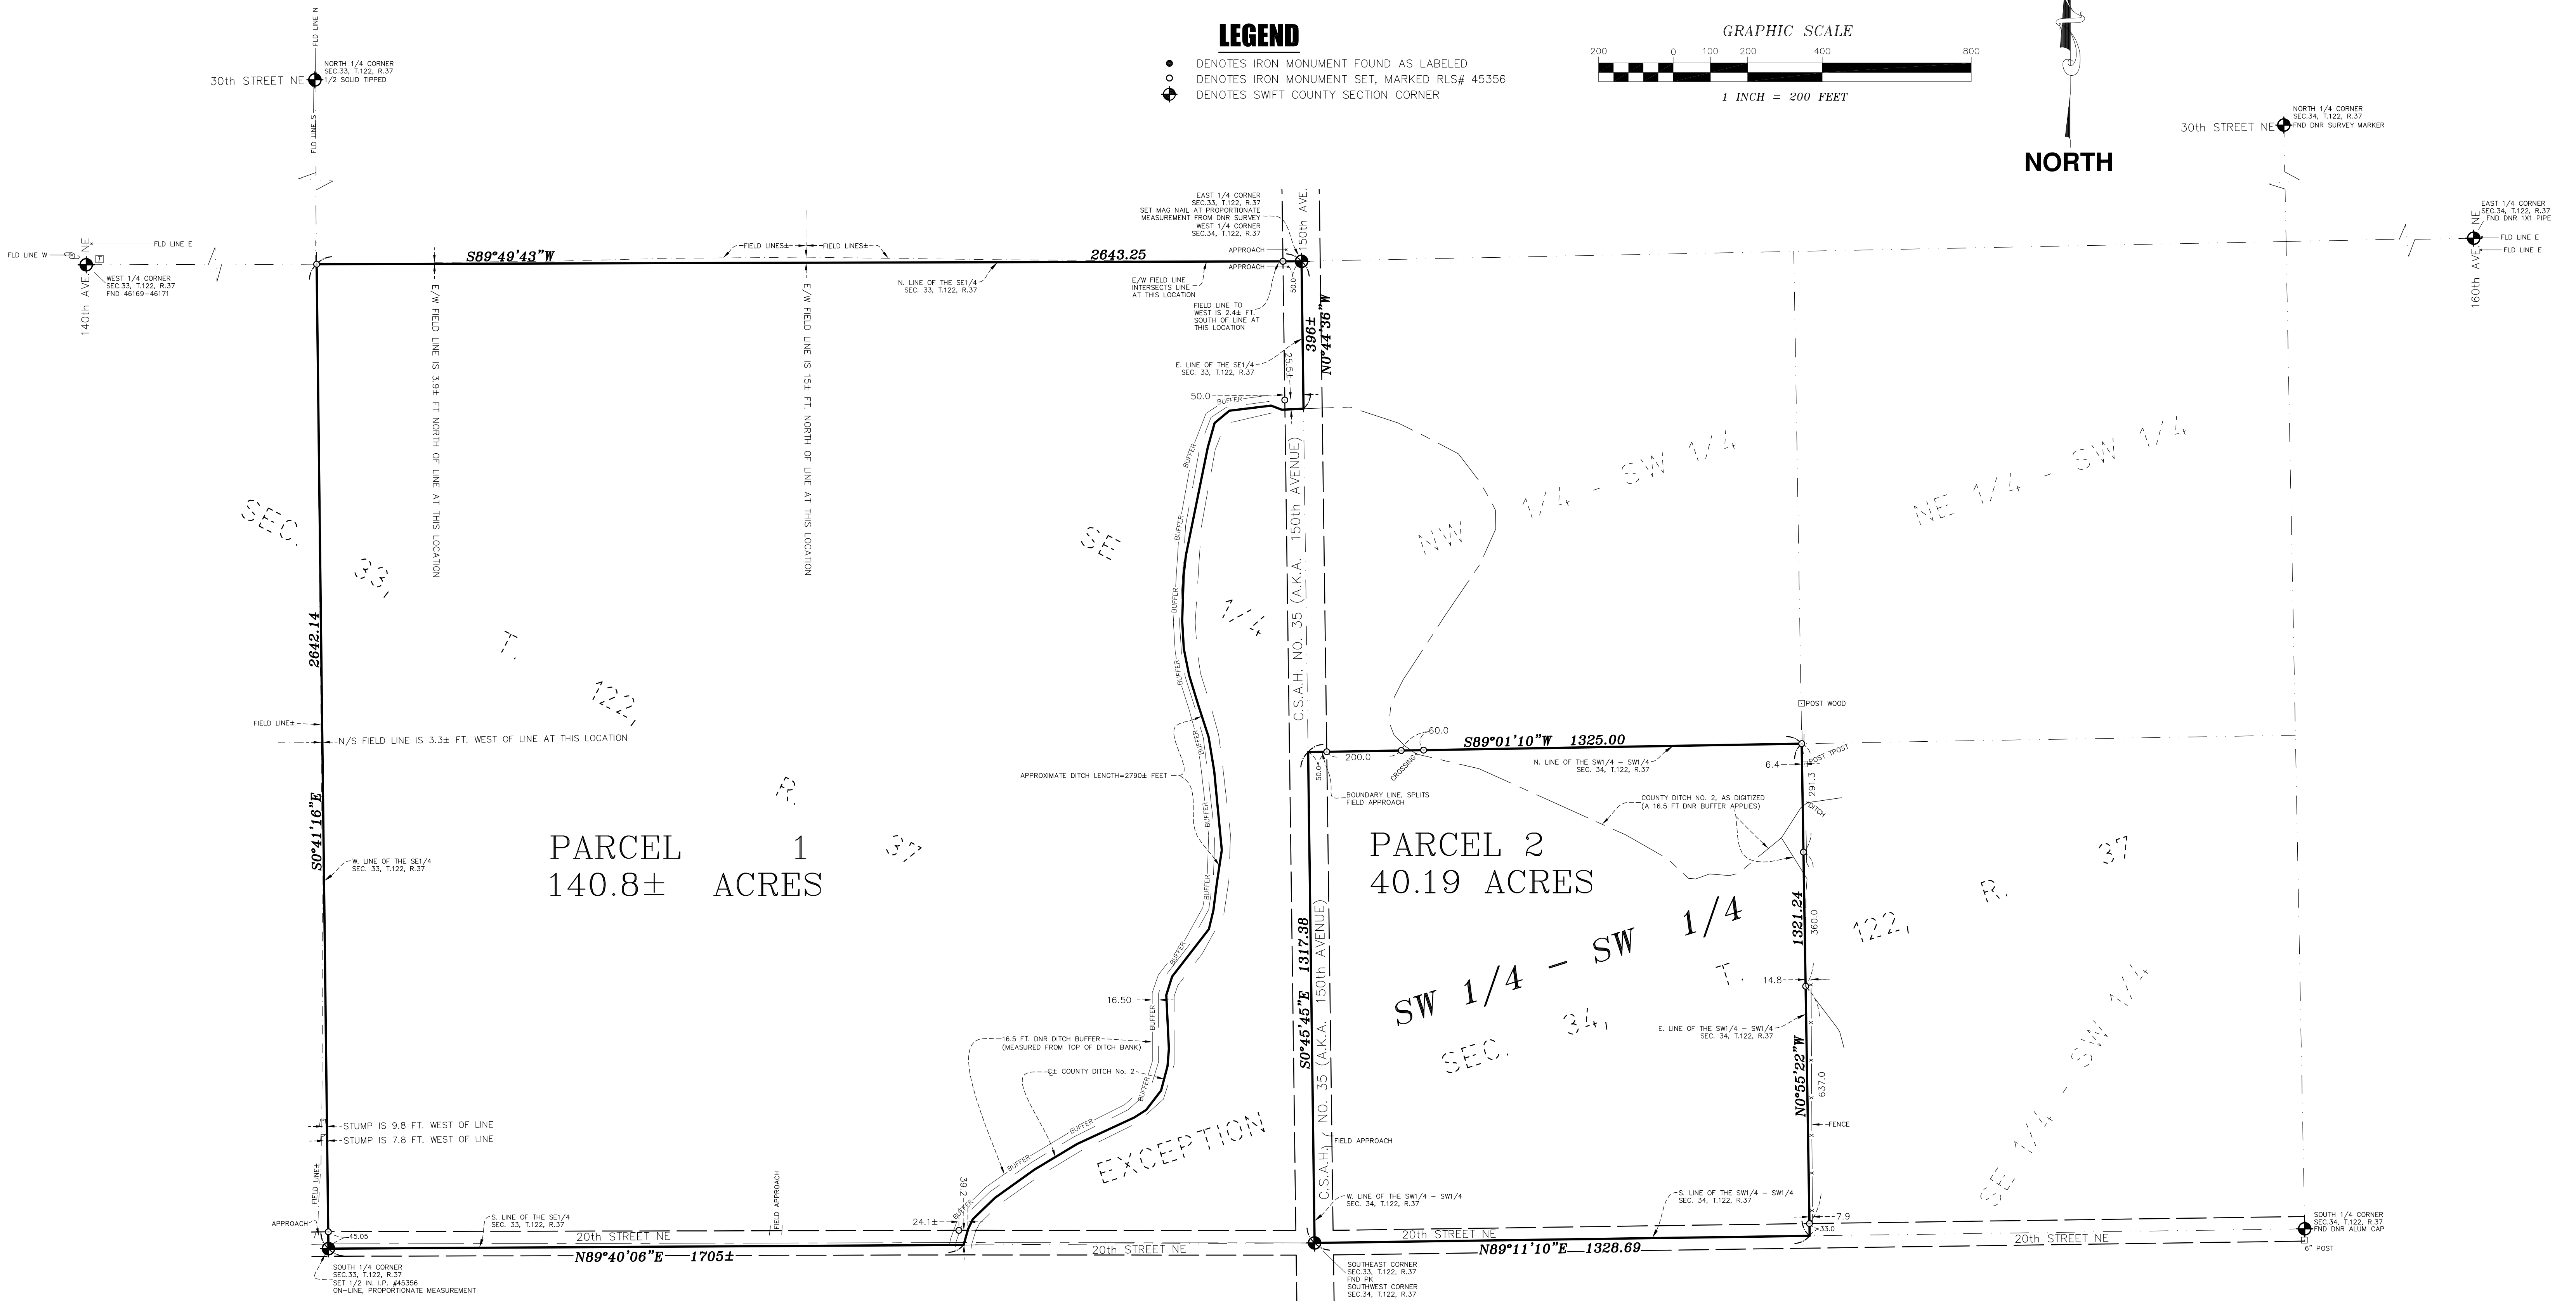 LEGEND
DENOTES IRON MONUMENT FOUND AS LABELED
DENOTES IRON MONUMENT SET, MARKED RLS# 45356
DENOTES SWIFT COUNTY SECTION CORNER
GRAPHIC SCALE
200 0 100 200 400 800
1 INCH = 200 FEET
NORTH
FLD LINE N
30th STREET NE
NORTH 1/4 CORNER
SEC.33, T.122, R.37
1/2 SOLID TIPPED
FLD LINE S
30th STREET NE
NORTH 1/4 CORNER
SEC.34, T.122, R.37
FND DNR SURVEY MARKER
FLD LINE E
FLD LINE W
T
140th AVE NE
WEST 1/4 CORNER
SEC.33, T.122, R.37
FND 46169-46171
EAST 1/4 CORNER
SEC.33, T.122, R.37
SET MAG NAIL AT PROPORTIONATE
MEASUREMENT FROM DNR SURVEY
WEST 1/4 CORNER
SEC.34, T.122, R.37
150th AVE.
APPROACH
APPROACH
EAST 1/4 CORNER
SEC.34, T.122, R.37
FND DNR 1X1 PIPE
FLD LINE E
FLD LINE E
160th AVE NE
S89°49'43"W
FIELD LINES±
FIELD LINES±
2643.25
N. LINE OF THE SE1/4
SEC. 33, T.122, R.37
E/W FIELD LINE
INTERSECTS LINE
AT THIS LOCATION
FIELD LINE TO
WEST IS 2.4± FT.
SOUTH OF LINE AT
THIS LOCATION
50.0
396±
N0°44'36"W
E. LINE OF THE SE1/4
SEC. 33, T.122, R.37
25.5±
50.0
BUFFER
E/W FIELD LINE IS 3.9± FT NORTH OF LINE AT THIS LOCATION
E/W FIELD LINE IS 15± FT. NORTH OF LINE AT THIS LOCATION
BUFFER
BUFFER
BUFFER
BUFFER
BUFFER
BUFFER
BUFFER
BUFFER
BUFFER
BUFFER
BUFFER
BUFFER
BUFFER
SEC.
33,
T.
122,
R.
37
SE
1/4
C.S.A.H. NO. 35 (A.K.A. 150th AVENUE)
NW 1/4 - SW 1/4
NE 1/4 - SW 1/4
2642.14
S0°41'16"E
FIELD LINE±
N/S FIELD LINE IS 3.3± FT. WEST OF LINE AT THIS LOCATION
W. LINE OF THE SE1/4
SEC. 33, T.122, R.37
PARCEL 1
140.8± ACRES
APPROXIMATE DITCH LENGTH=2790± FEET
POST WOOD
60.0
S89°01'10"W 1325.00
200.0
CROSSING
50.0
N. LINE OF THE SW1/4 - SW1/4
SEC. 34, T.122, R.37
BOUNDARY LINE, SPLITS
FIELD APPROACH
6.4
POST TPOST
291.3
DITCH
COUNTY DITCH NO. 2, AS DIGITIZED
(A 16.5 FT DNR BUFFER APPLIES)
PARCEL 2
40.19 ACRES
SW 1/4 - SW 1/4
SEC. 34,
T.
122,
R.
37
SE 1/4 - SW 1/4
1321.24
360.0
14.8
E. LINE OF THE SW1/4 - SW1/4
SEC. 34, T.122, R.37
N0°55'22"W
637.0
FENCE
1317.38
S0°45'45"E
C.S.A.H. NO. 35 (A.K.A. 150th AVENUE)
16.50
16.5 FT. DNR DITCH BUFFER
(MEASURED FROM TOP OF DITCH BANK)
℄± COUNTY DITCH No. 2
EXCEPTION
FIELD APPROACH
STUMP IS 9.8 FT. WEST OF LINE
STUMP IS 7.8 FT. WEST OF LINE
FIELD LINE±
APPROACH
45.05
S. LINE OF THE SE1/4
SEC. 33, T.122, R.37
FIELD APPROACH
39.2
24.1±
20th STREET NE
N89°40'06"E 1705±
20th STREET NE
SOUTH 1/4 CORNER
SEC.33, T.122, R.37
SET 1/2 IN. I.P. #45356
ON-LINE, PROPORTIONATE MEASUREMENT
W. LINE OF THE SW1/4 - SW1/4
SEC. 34, T.122, R.37
S. LINE OF THE SW1/4 - SW1/4
SEC. 34, T.122, R.37
7.9
33.0
20th STREET NE
N89°11'10"E 1328.69
SOUTHEAST CORNER
SEC.33, T.122, R.37
FND PK
SOUTHWEST CORNER
SEC.34, T.122, R.37
20th STREET NE
SOUTH 1/4 CORNER
SEC.34, T.122, R.37
FND DNR ALUM CAP
6" POST